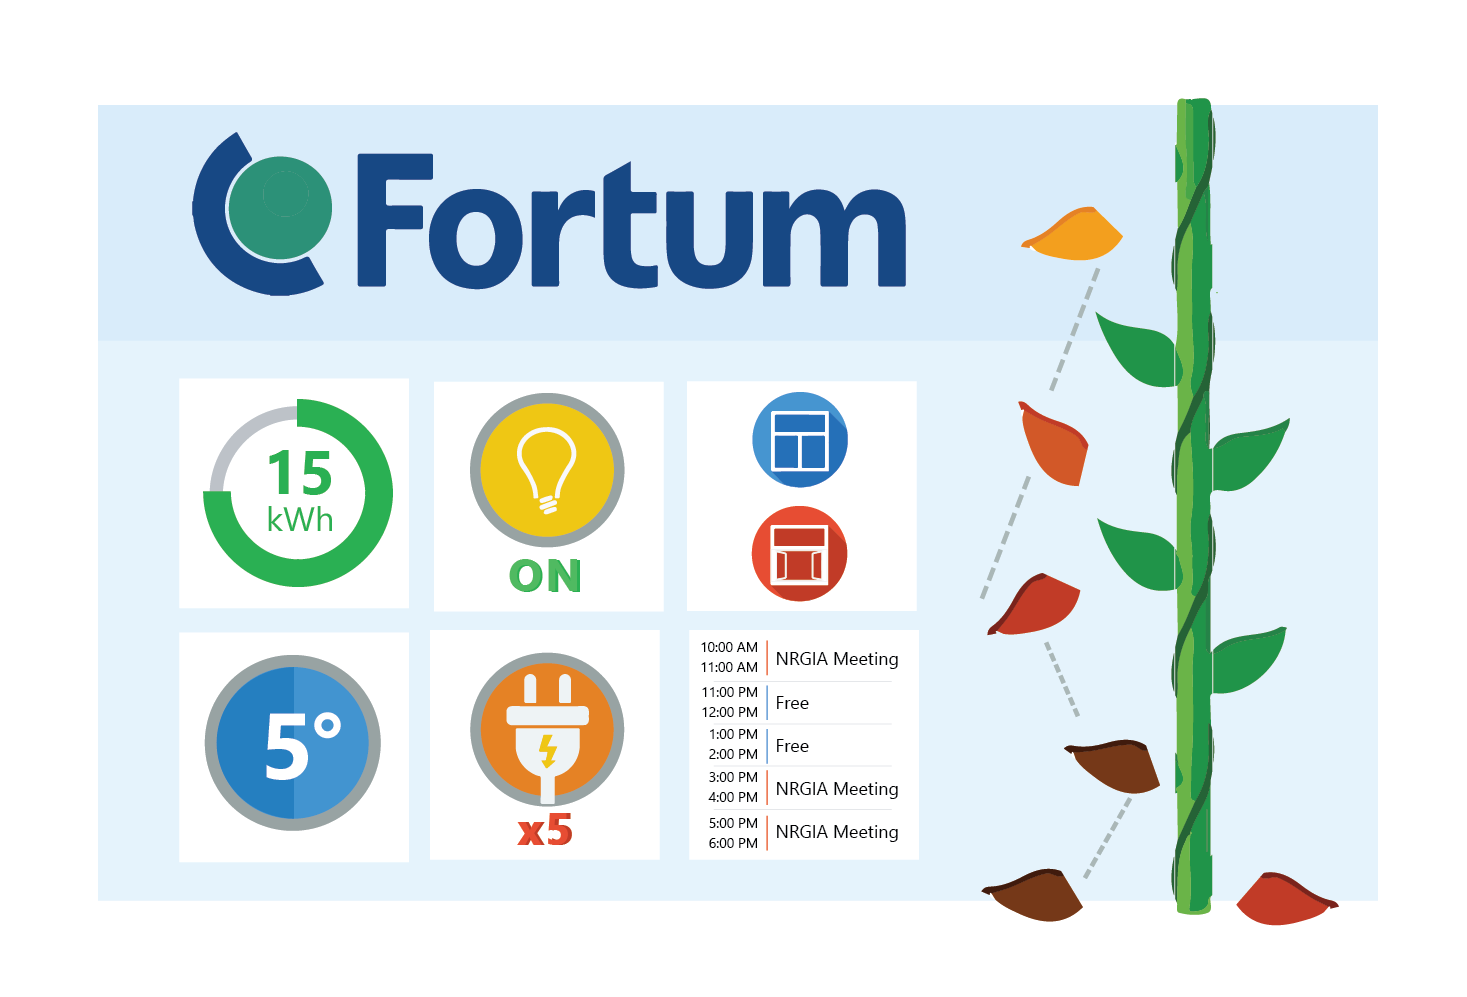 Fortum
15
kWh
ON
5°
x5
10:00 AM
11:00 AM
NRGIA Meeting
11:00 PM
12:00 PM
Free
1:00 PM
2:00 PM
Free
3:00 PM
4:00 PM
NRGIA Meeting
5:00 PM
6:00 PM
NRGIA Meeting